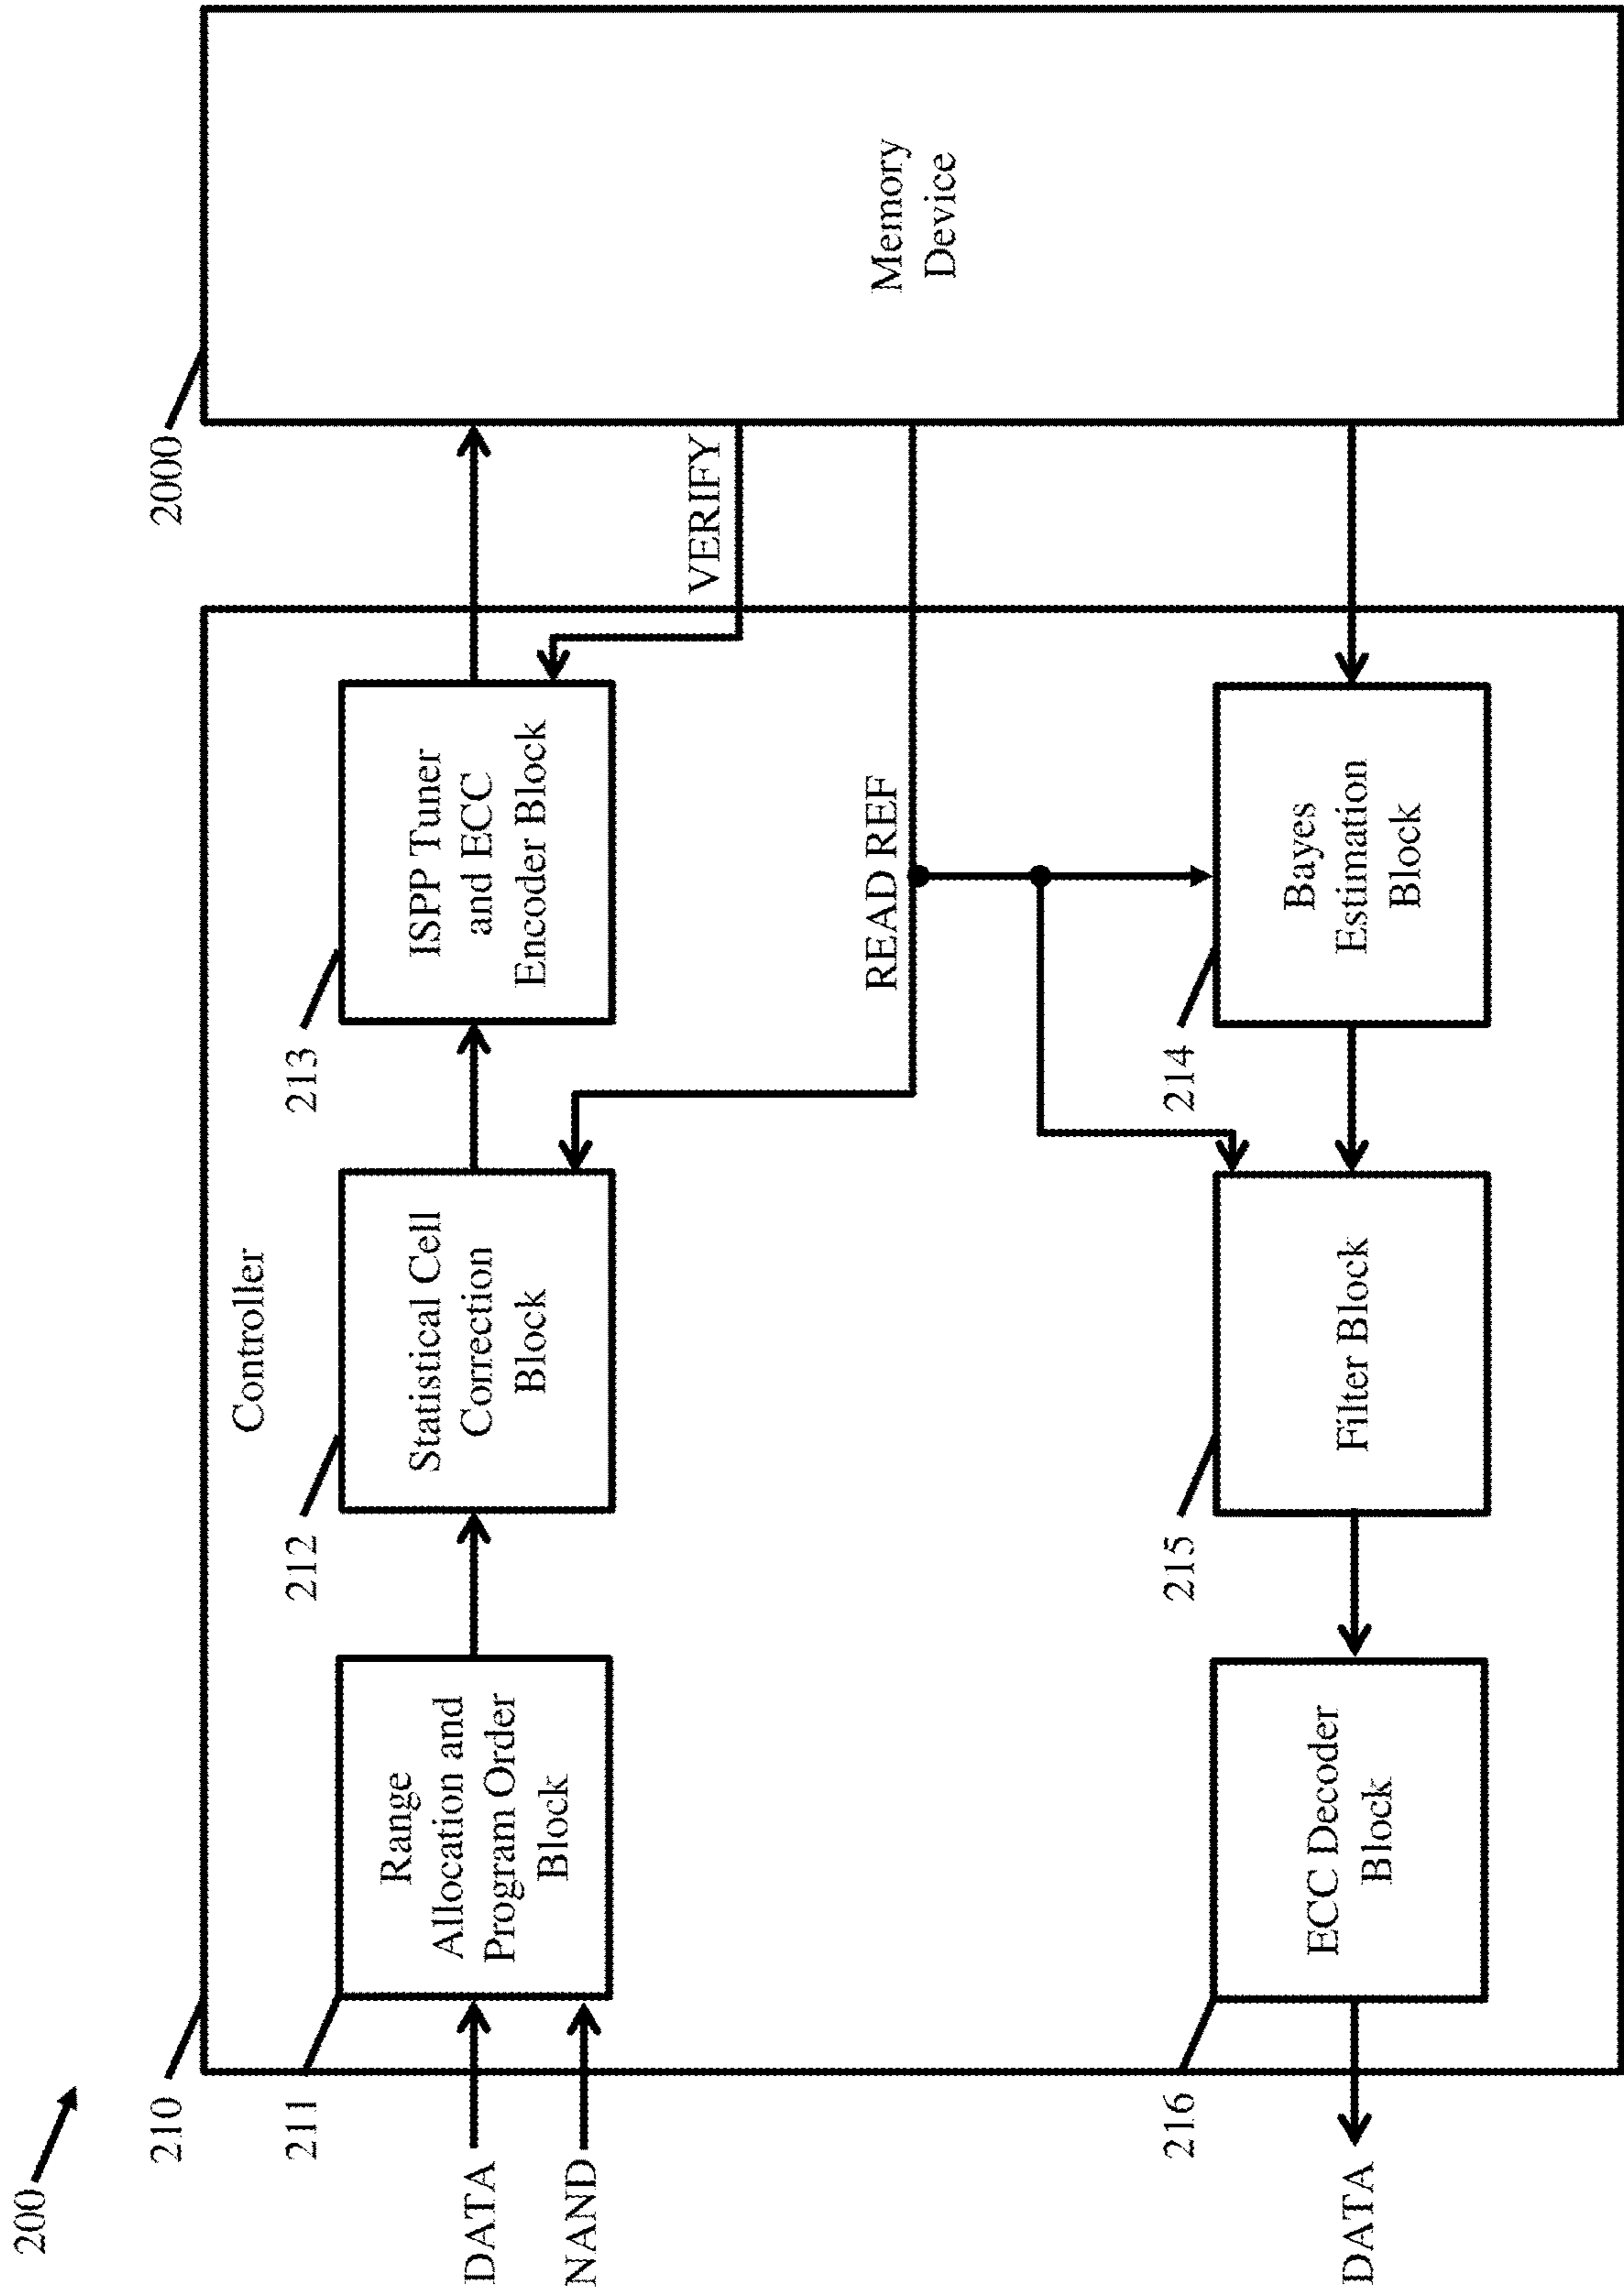 200
210
2000
Controller
211
Range
Allocation and
Program Order
Block
212
Statistical Cell
Correction
Block
213
ISPP Tuner
and ECC
Encoder Block
DATA
NAND
VERIFY
READ REF
Memory
Device
216
ECC Decoder
Block
215
Filter Block
214
Bayes
Estimation
Block
DATA